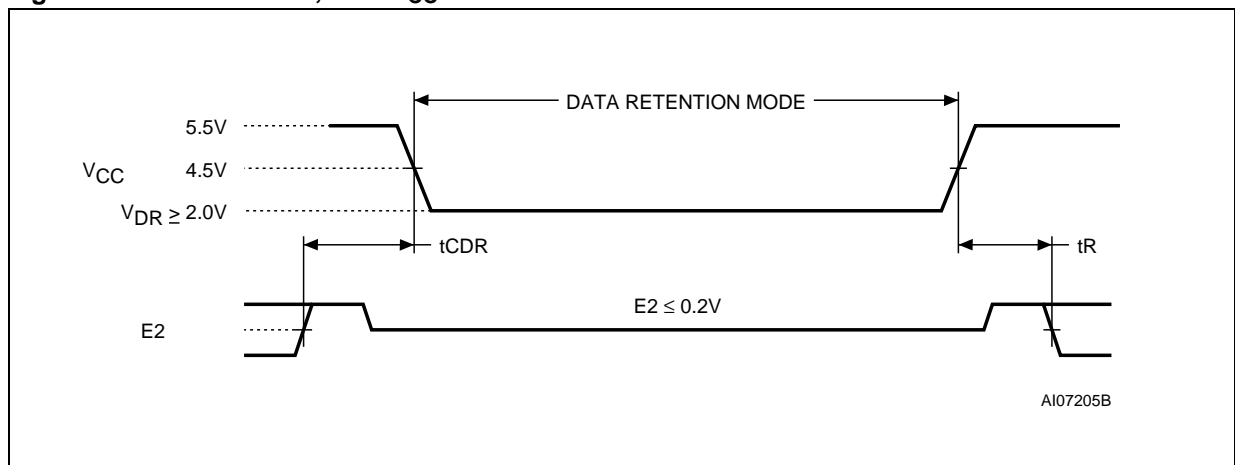 DATA RETENTION MODE
5.5V
VCC 4.5V
VDR ≥ 2.0V
tCDR
tR
E2 ≤ 0.2V
E2
AI07205B